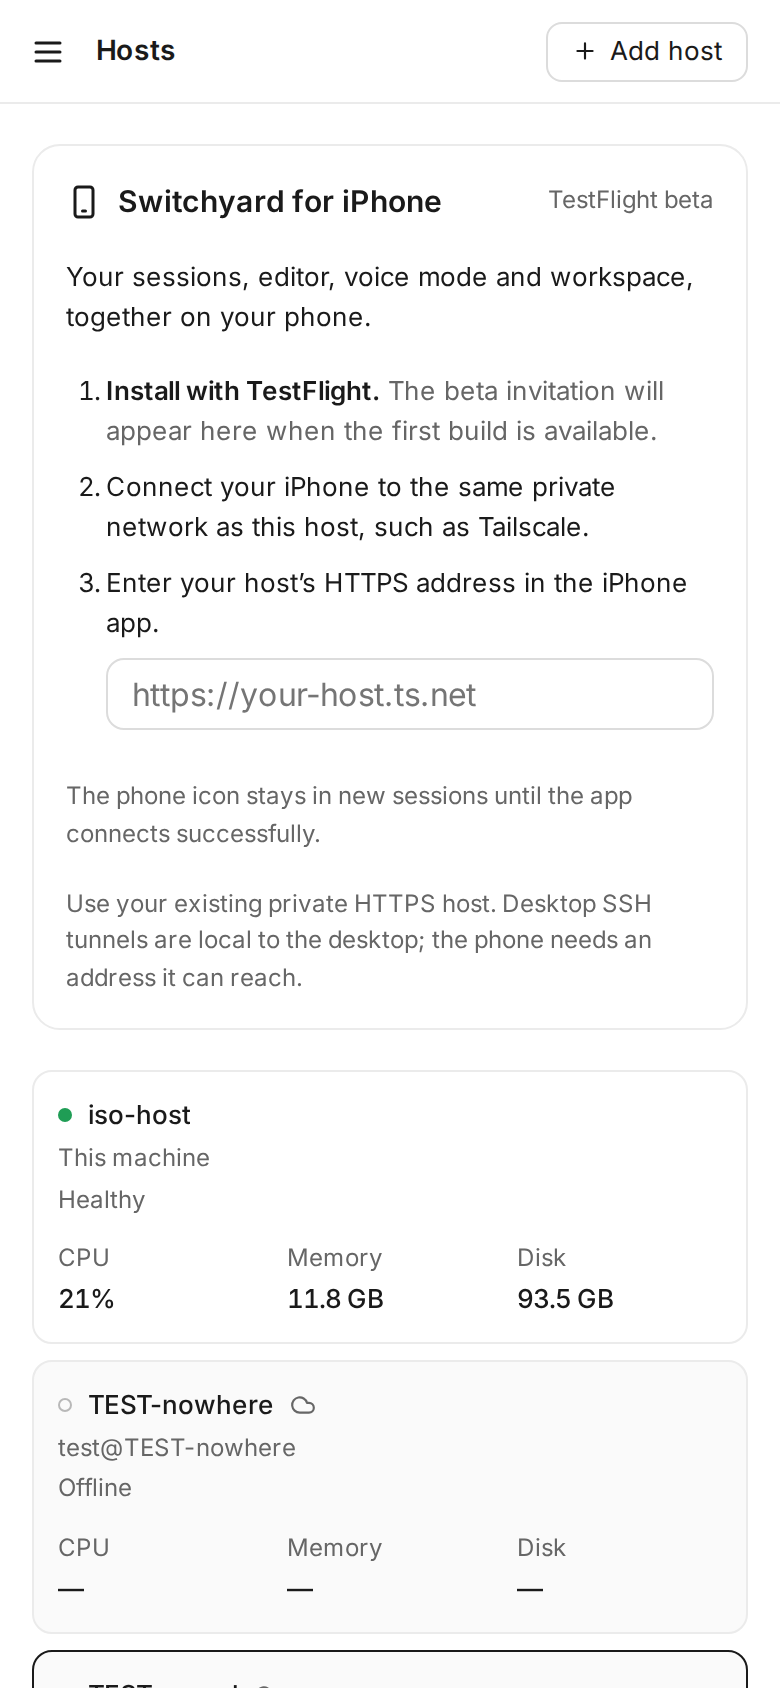 Hosts
+ Add host
Switchyard for iPhone
TestFlight beta
Your sessions, editor, voice mode and workspace,
together on your phone.
1. Install with TestFlight. The beta invitation will
appear here when the first build is available.
2. Connect your iPhone to the same private
network as this host, such as Tailscale.
3. Enter your host’s HTTPS address in the iPhone
app.
https://your-host.ts.net
The phone icon stays in new sessions until the app
connects successfully.
Use your existing private HTTPS host. Desktop SSH
tunnels are local to the desktop; the phone needs an
address it can reach.
iso-host
This machine
Healthy
CPU Memory Disk
21% 11.8 GB 93.5 GB
TEST-nowhere
test@TEST-nowhere
Offline
CPU Memory Disk
— — —